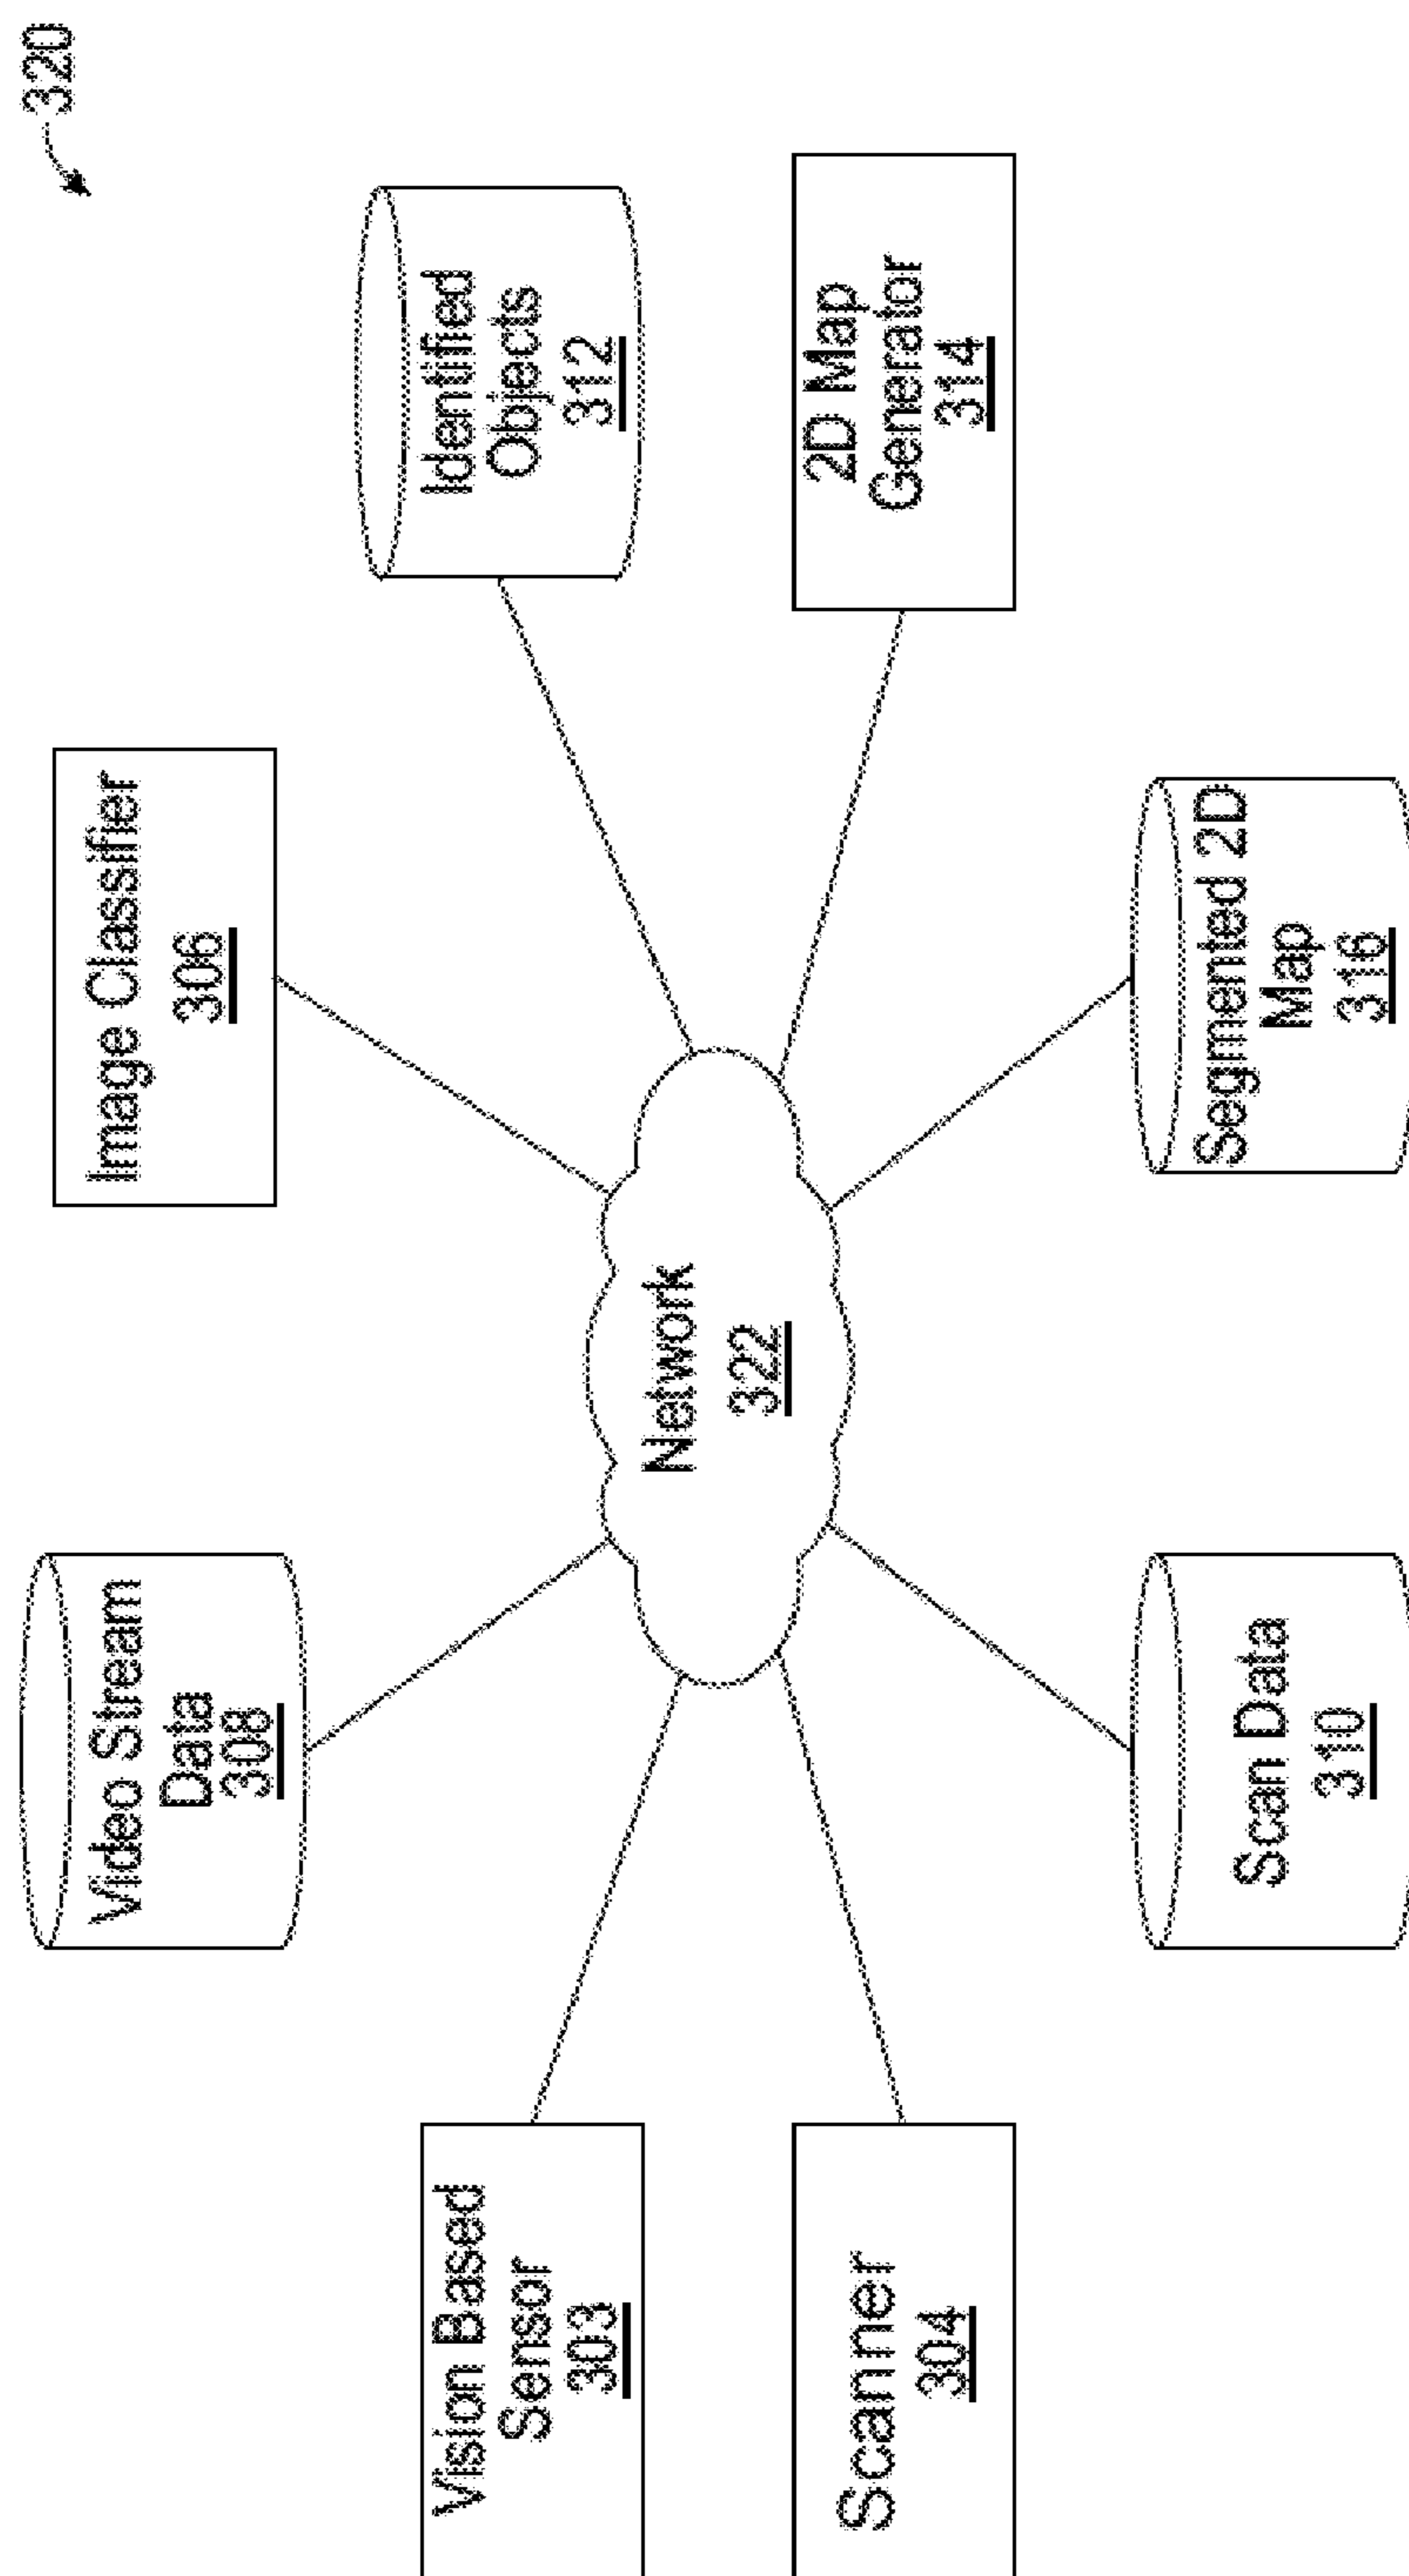 320
Video Stream
Data
308
Image Classifier
306
Vision Based
Sensor
303
Identified
Objects
312
Network
322
Scanner
304
2D Map
Generator
314
Scan Data
310
Segmented 2D
Map
316